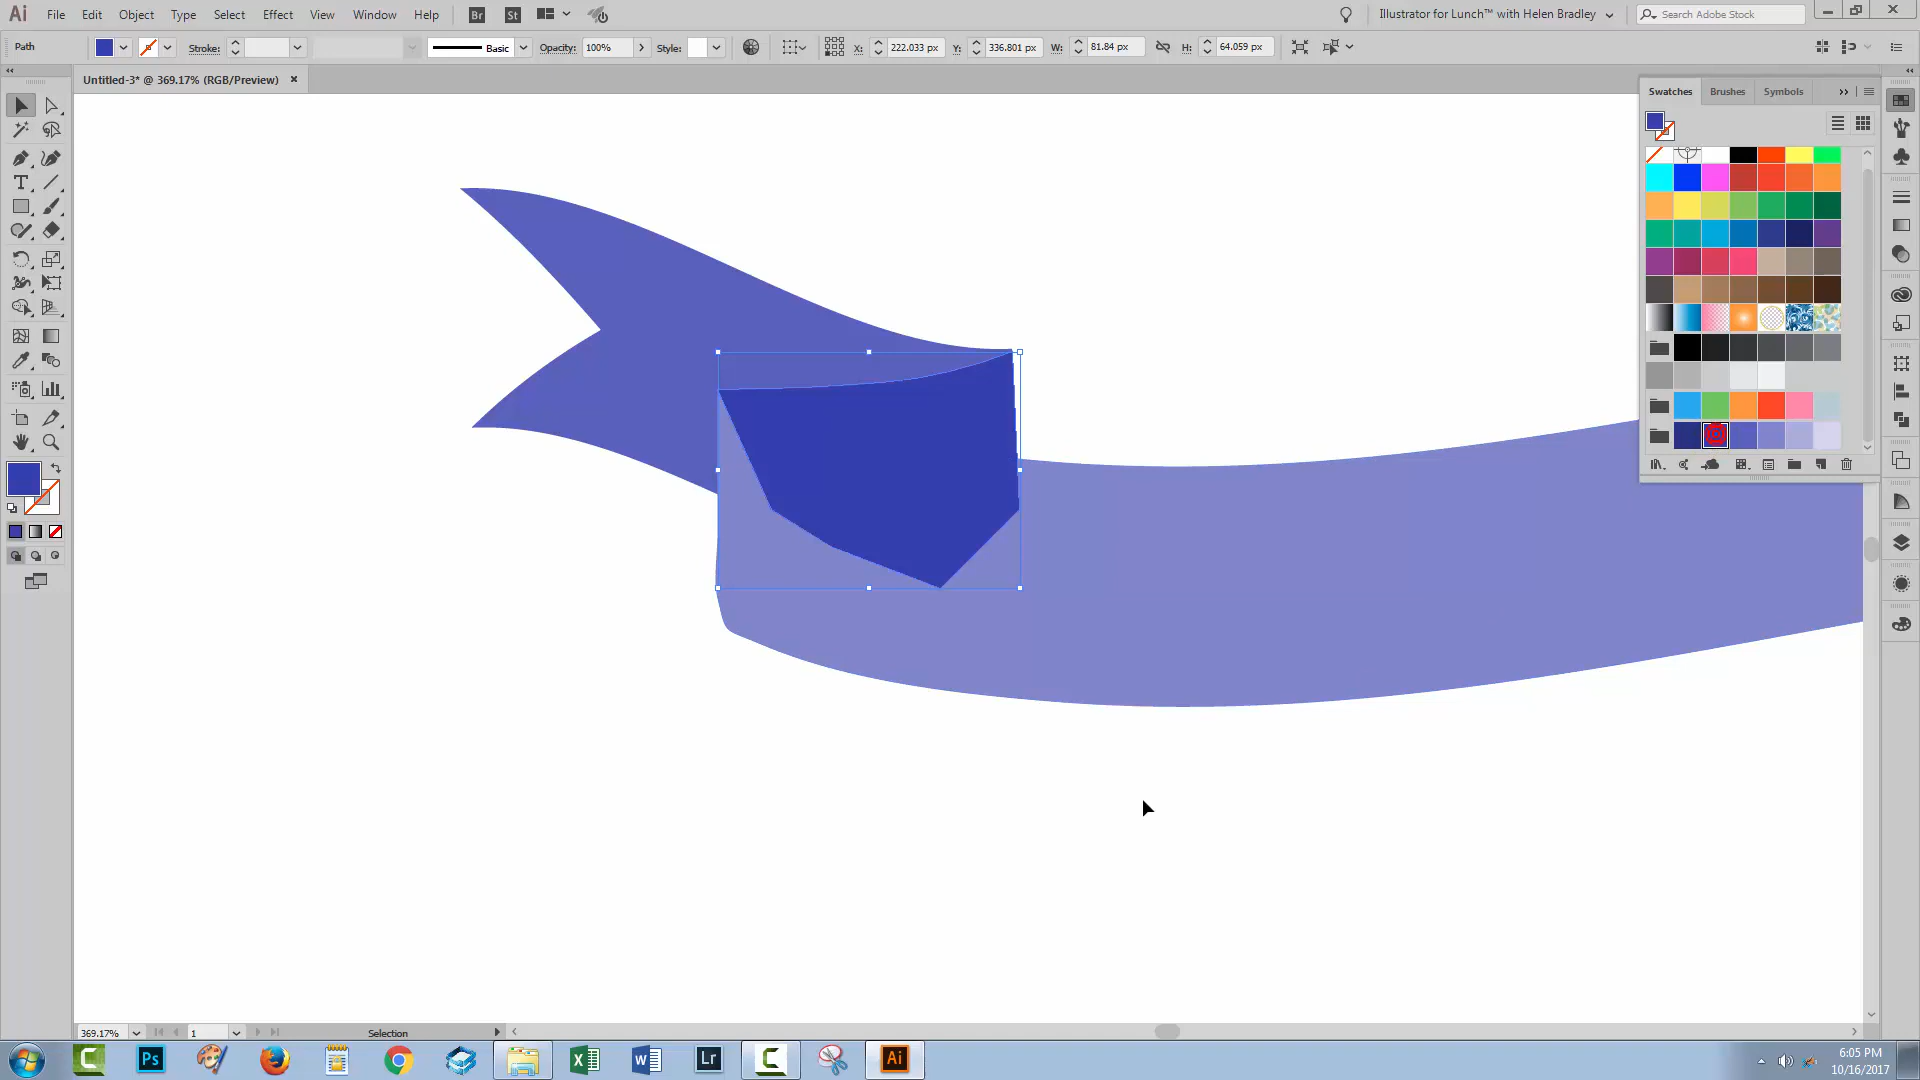 Ai File Edit Object Type Select Effect View Window Help Br St Illustrator for Lunch™ with Helen Bradley Search Adobe Stock
Path Stroke: Basic Opacity: 100% Style: X: 222.033 px Y: 336.801 px W: 81.84 px H: 64.059 px
Untitled-3* @ 369.17% (RGB/Preview) ×
Swatches Brushes Symbols
369.17% 1 Selection
Ps Lr Ai
6:05 PM
10/16/2017